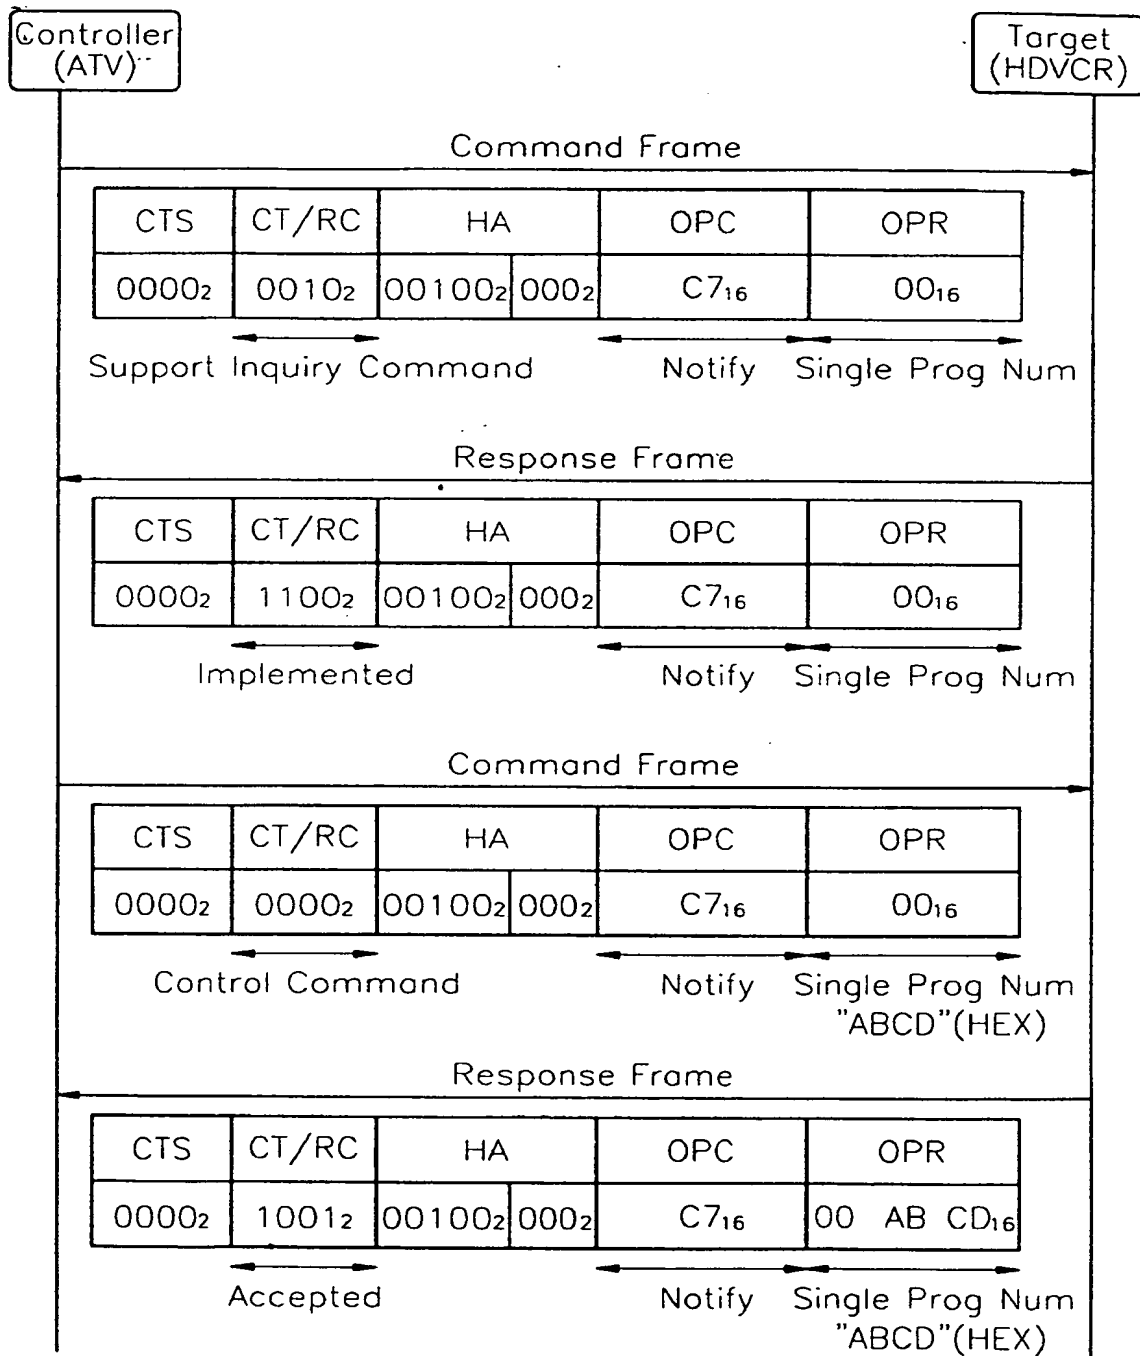 Controller
(ATV)
Target
(HDVCR)
Command Frame
CTS CT/RC HA OPC OPR
0000₂ 0010₂ 00100₂ 000₂ C7₁₆ 00₁₆
Support Inquiry Command Notify Single Prog Num
Response Frame
CTS CT/RC HA OPC OPR
0000₂ 1100₂ 00100₂ 000₂ C7₁₆ 00₁₆
Implemented Notify Single Prog Num
Command Frame
CTS CT/RC HA OPC OPR
0000₂ 0000₂ 00100₂ 000₂ C7₁₆ 00₁₆
Control Command Notify Single Prog Num
"ABCD"(HEX)
Response Frame
CTS CT/RC HA OPC OPR
0000₂ 1001₂ 00100₂ 000₂ C7₁₆ 00 AB CD₁₆
Accepted Notify Single Prog Num
"ABCD"(HEX)